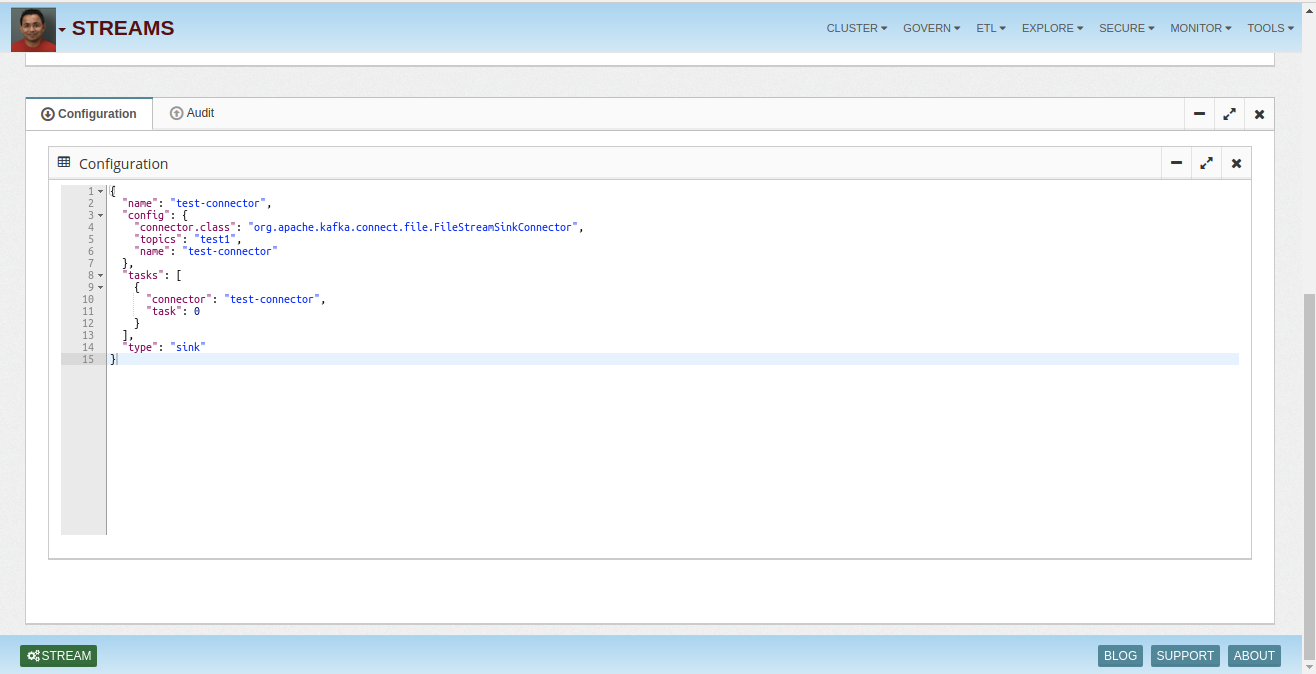 STREAMS CLUSTER GOVERN ETL EXPLORE SECURE MONITOR TOOLS
Configuration Audit
Configuration
1 {
2 "name": "test-connector",
3 "config": {
4 "connector.class": "org.apache.kafka.connect.file.FileStreamSinkConnector",
5 "topics": "test1",
6 "name": "test-connector"
7 },
8 "tasks": [
9 {
10 "connector": "test-connector",
11 "task": 0
12 }
13 ],
14 "type": "sink"
15 }
STREAM BLOG SUPPORT ABOUT